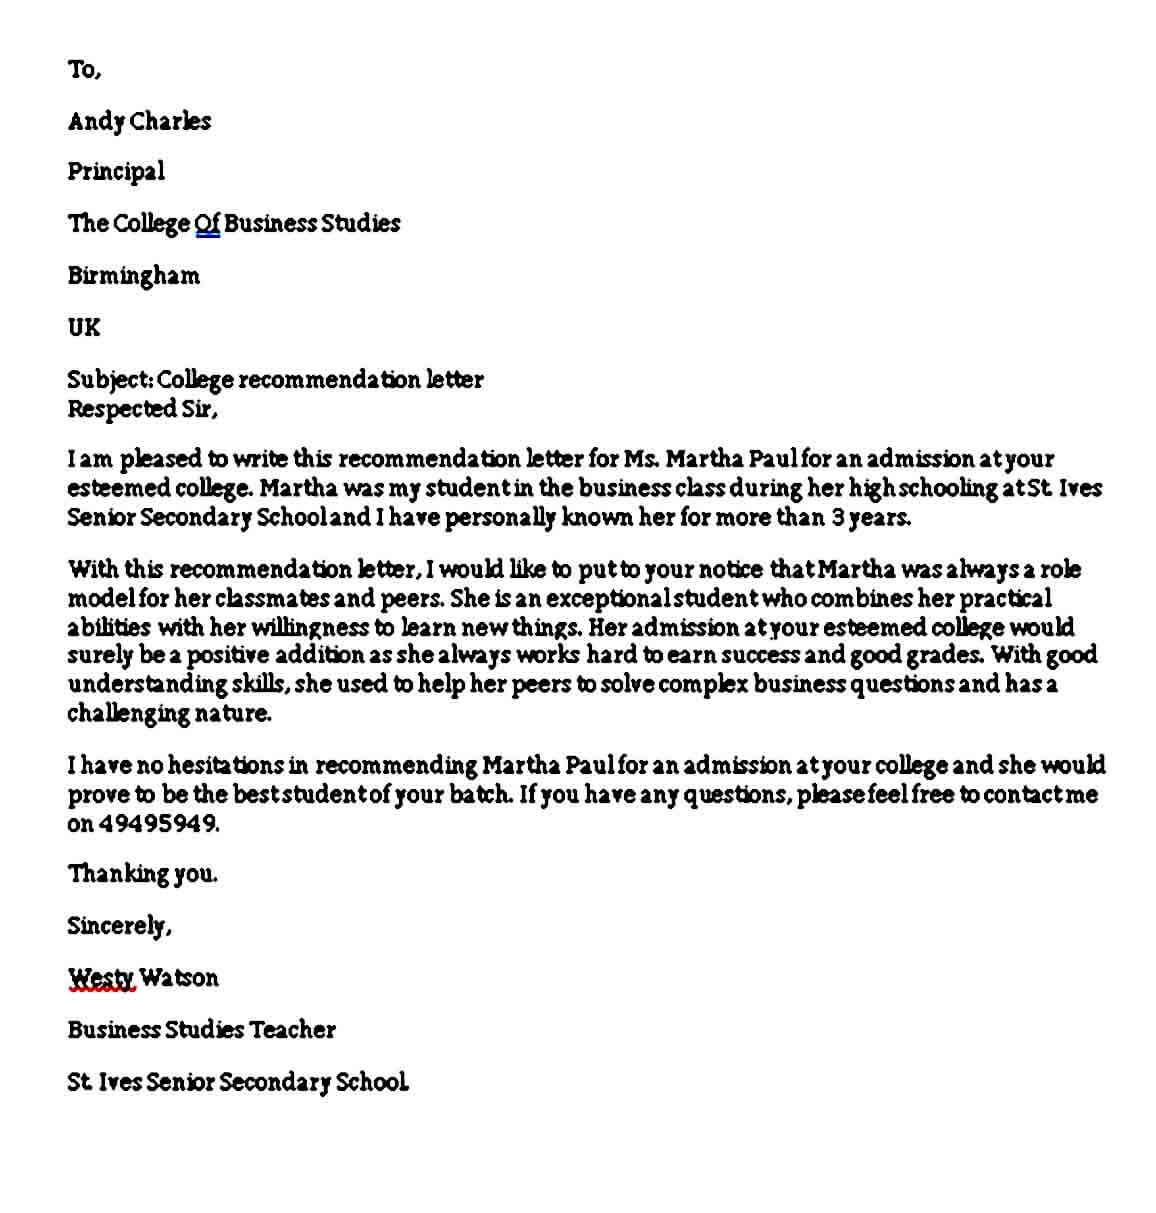 To,
Andy Charles
Principal
The College Of Business Studies
Birmingham
UK
Subject: College recommendation letter
Respected Sir,
I am pleased to write this recommendation letter for Ms. Martha Paul for an admission at your
esteemed college. Martha was my student in the business class during her high schooling at St. Ives
Senior Secondary School and I have personally known her for more than 3 years.
With this recommendation letter, I would like to put to your notice that Martha was always a role
model for her classmates and peers. She is an exceptional student who combines her practical
abilities with her willingness to learn new things. Her admission at your esteemed college would
surely be a positive addition as she always works hard to earn success and good grades. With good
understanding skills, she used to help her peers to solve complex business questions and has a
challenging nature.
I have no hesitations in recommending Martha Paul for an admission at your college and she would
prove to be the best student of your batch. If you have any questions, please feel free to contact me
on 49495949.
Thanking you.
Sincerely,
Westy Watson
Business Studies Teacher
St. Ives Senior Secondary School.